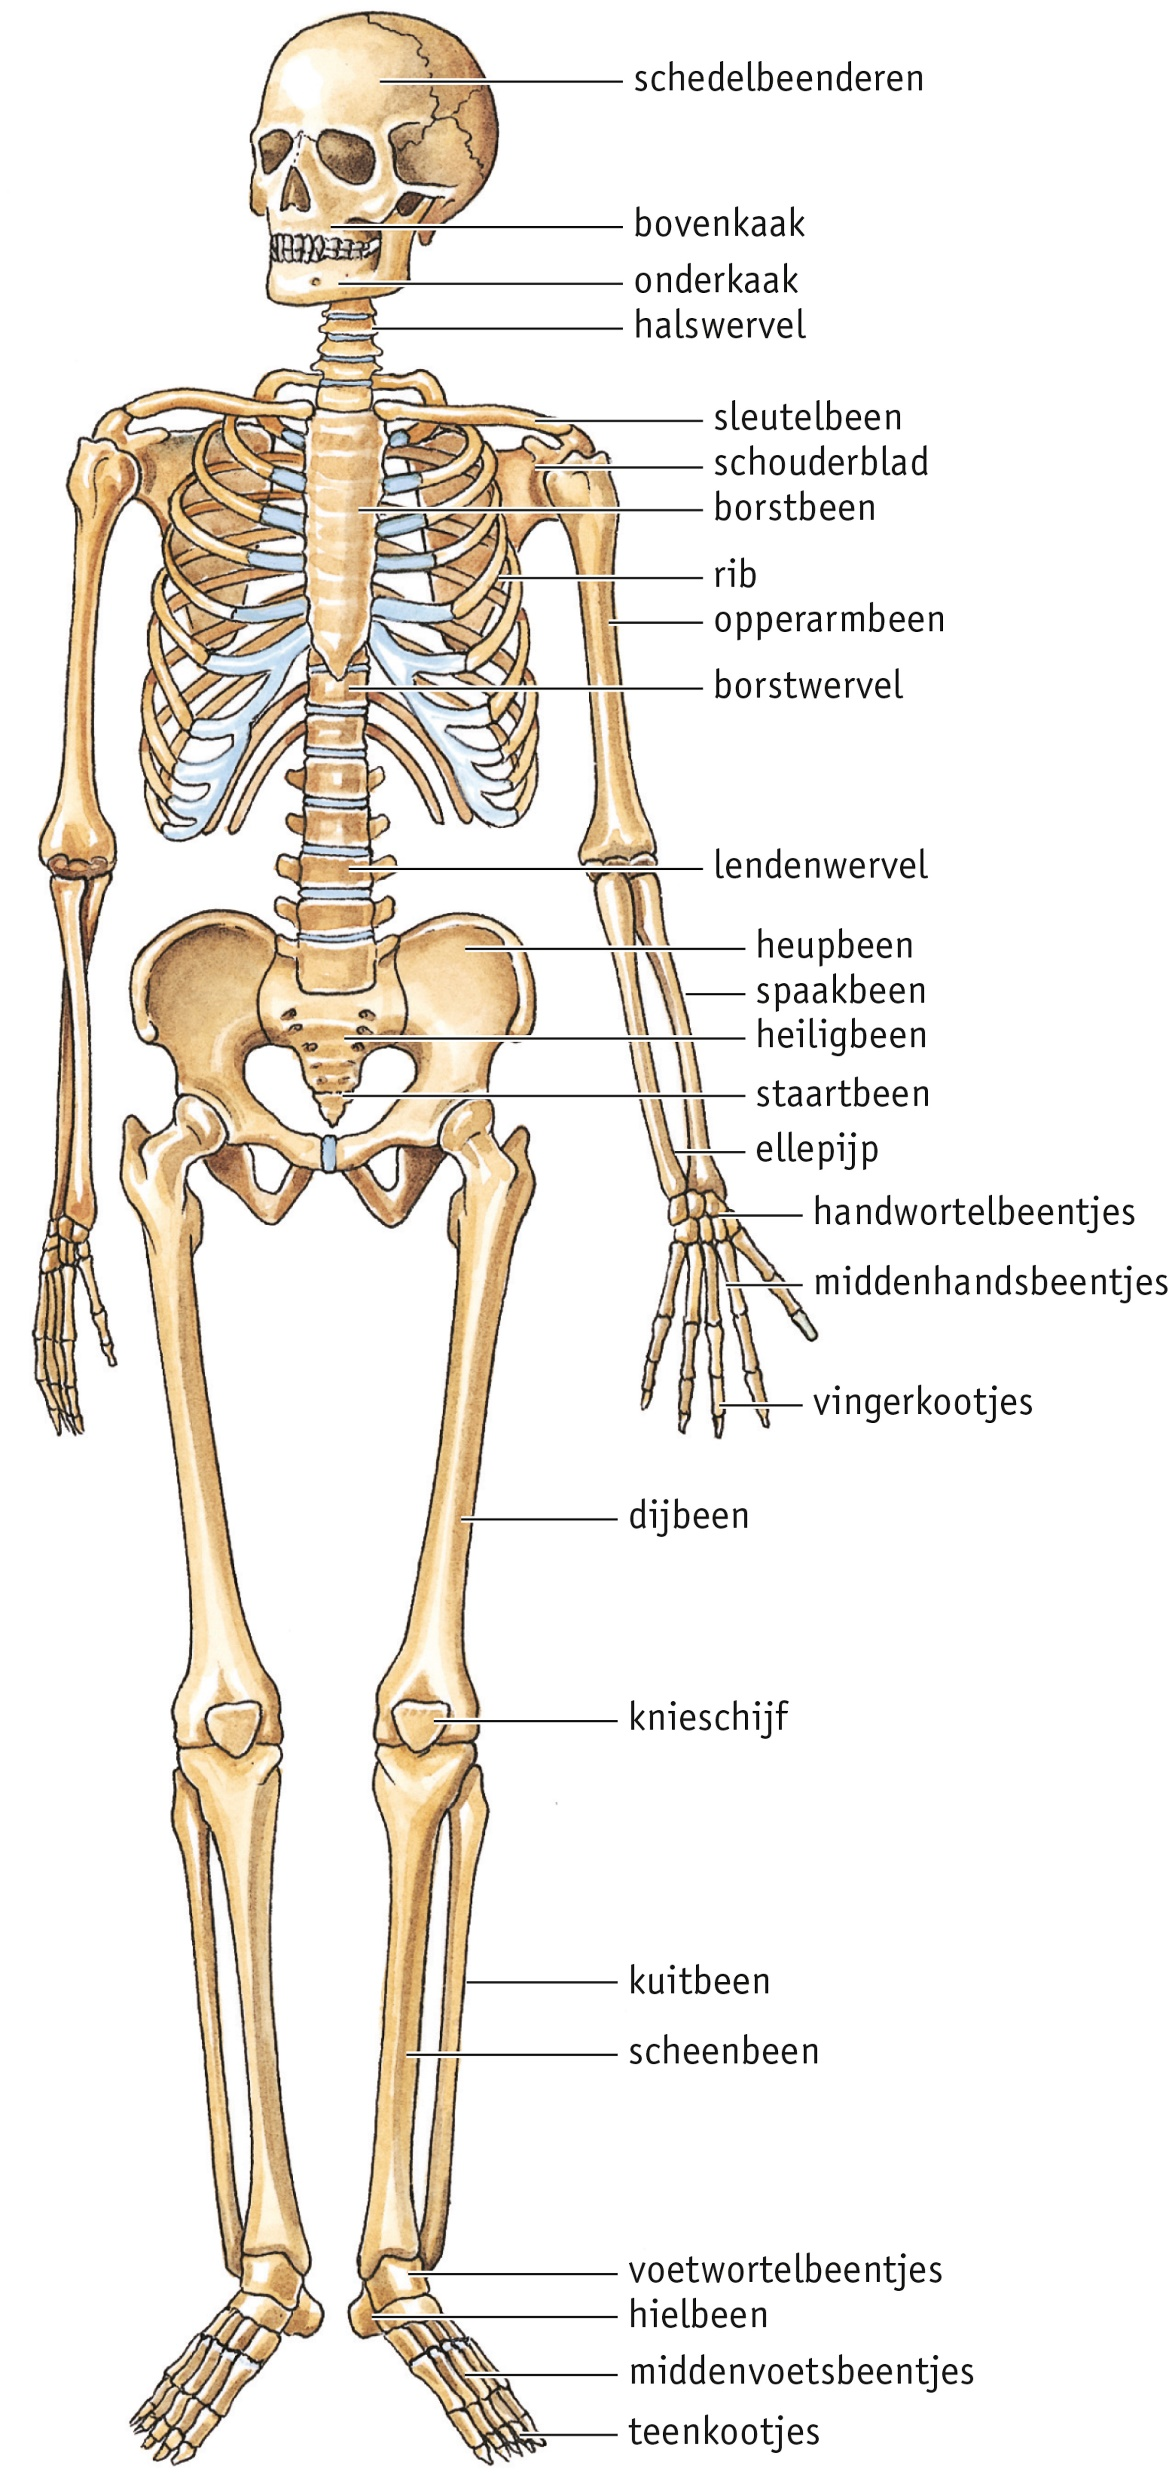 schedelbeenderen
bovenkaak
onderkaak
halswervel
sleutelbeen
schouderblad
borstbeen
rib
opperarmbeen
borstwervel
lendenwervel
heupbeen
spaakbeen
heiligbeen
staartbeen
ellepijp
handwortelbeentjes
middenhandsbeentjes
vingerkootjes
dijbeen
knieschijf
kuitbeen
scheenbeen
voetwortelbeentjes
hielbeen
middenvoetsbeentjes
teenkootjes